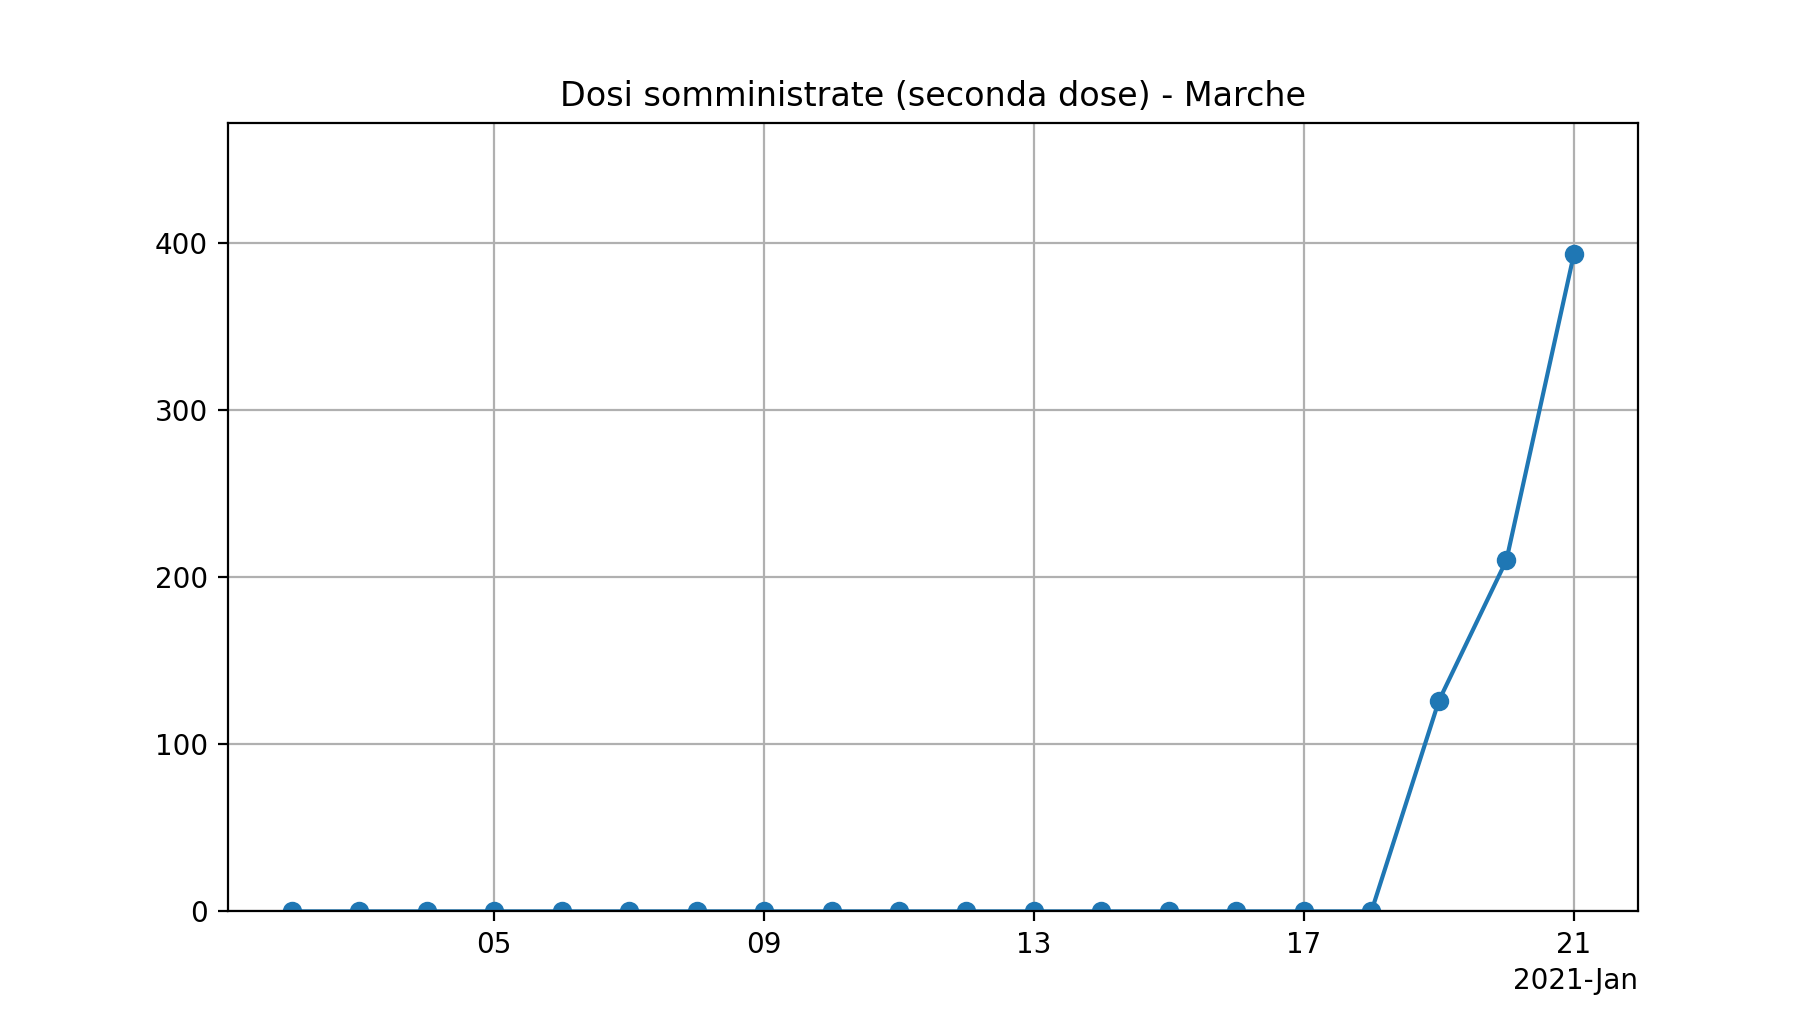 Dosi somministrate (seconda dose) - Marche
400
300
200
100
0
05 09 13 17 21
2021-Jan